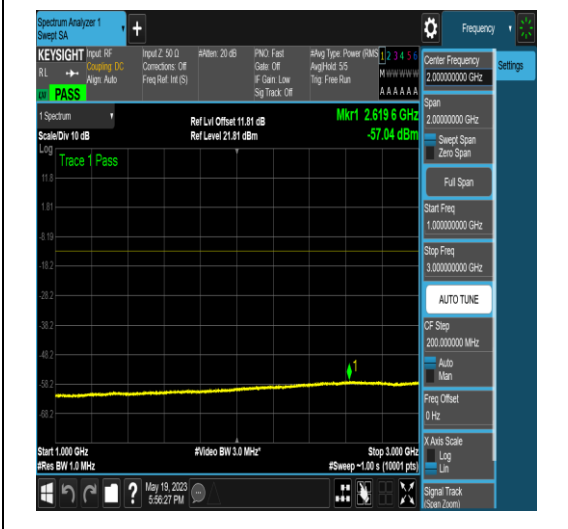 Spectrum Analyzer 1
Swept SA
+
Frequency
KEYSIGHT Input: RF
RL Coupling: DC
Align: Auto
PASS
Input Z: 50 Ω
Corrections: Off
Freq Ref: Int (S)
#Atten: 20 dB
PNO: Fast
Gate: Off
IF Gain: Low
Sig Track: Off
#Avg Type: Power (RMS
Avg|Hold: 5/5
Trig: Free Run
1 2 3 4 5 6
M W W W W W
A A A A A A
Center Frequency
2.000000000 GHz
Settings
Span
2.00000000 GHz
Swept Span
Zero Span
Full Span
Start Freq
1.000000000 GHz
Stop Freq
3.000000000 GHz
AUTO TUNE
CF Step
200.000000 MHz
Auto
Man
Freq Offset
0 Hz
X Axis Scale
Log
Lin
Signal Track
(Span Zoom)
1 Spectrum
Scale/Div 10 dB
Ref Lvl Offset 11.81 dB
Ref Level 21.81 dBm
Mkr1 2.619 6 GHz
-57.04 dBm
Log
Trace 1 Pass
11.8
1.81
-8.19
-18.2
-28.2
-38.2
-48.2
-58.2
-68.2
1
Start 1.000 GHz
#Res BW 1.0 MHz
#Video BW 3.0 MHz*
Stop 3.000 GHz
#Sweep ~1.00 s (10001 pts)
?
May 19, 2023
5:56:27 PM